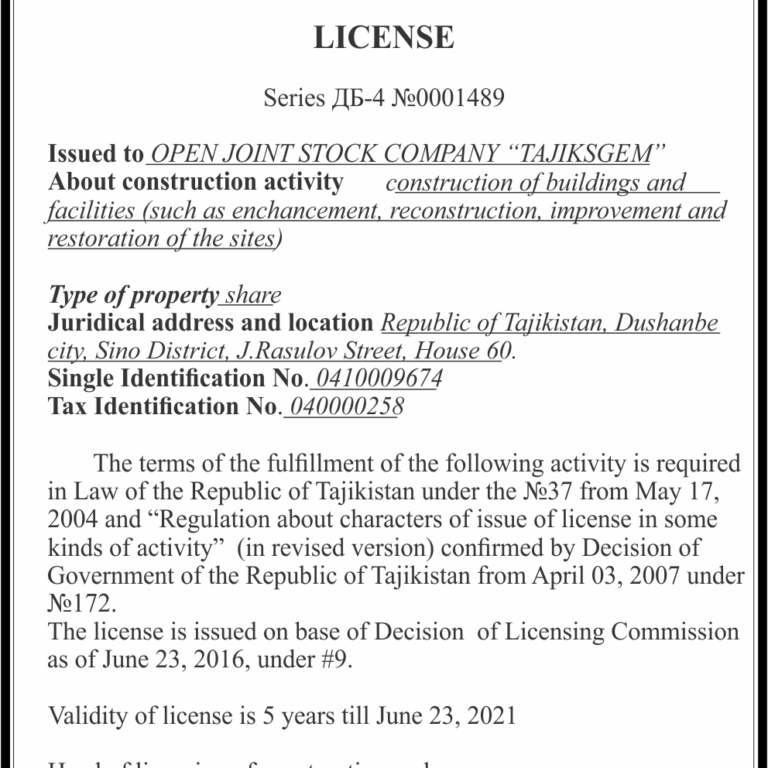 LICENSE
Series ДБ-4 №0001489
Issued to OPEN JOINT STOCK COMPANY “TAJIKSGEM”
About construction activity construction of buildings and
facilities (such as enchancement, reconstruction, improvement and
restoration of the sites)
Type of property share
Juridical address and location Republic of Tajikistan, Dushanbe
city, Sino District, J.Rasulov Street, House 60.
Single Identification No. 0410009674
Tax Identification No. 040000258
The terms of the fulfillment of the following activity is required
in Law of the Republic of Tajikistan under the №37 from May 17,
2004 and “Regulation about characters of issue of license in some
kinds of activity” (in revised version) confirmed by Decision of
Government of the Republic of Tajikistan from April 03, 2007 under
№172.
The license is issued on base of Decision of Licensing Commission
as of June 23, 2016, under #9.
Validity of license is 5 years till June 23, 2021